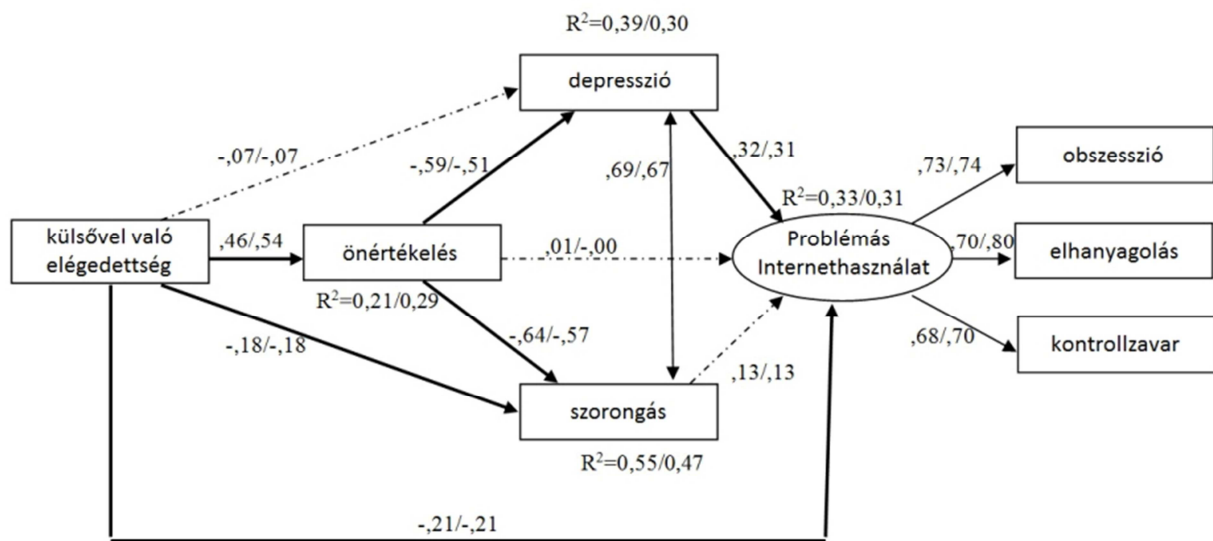 R²=0,39/0,30
depresszió
-,07/-,07
-,59/-,51
,69/,67
,32/,31
,73/,74
obszesszió
R²=0,33/0,31
külsővel való
elégedettség
,46/,54
önértékelés
,01/-,00
Problémás
Internethasználat
,70/,80
elhanyagolás
R²=0,21/0,29
-,18/-,18
-,64/-,57
,13/,13
,68/,70
kontrollzavar
szorongás
R²=0,55/0,47
-,21/-,21